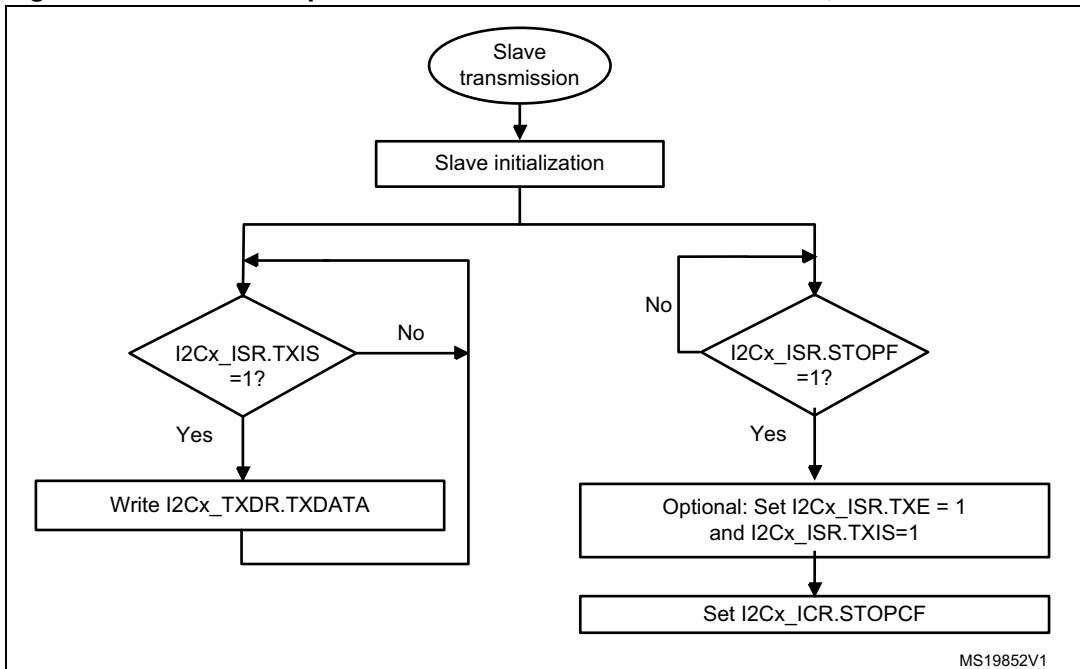 Slave
transmission
Slave initialization
No
No
I2Cx_ISR.TXIS
=1?
I2Cx_ISR.STOPF
=1?
Yes
Yes
Write I2Cx_TXDR.TXDATA
Optional: Set I2Cx_ISR.TXE = 1
and I2Cx_ISR.TXIS=1
Set I2Cx_ICR.STOPCF
MS19852V1